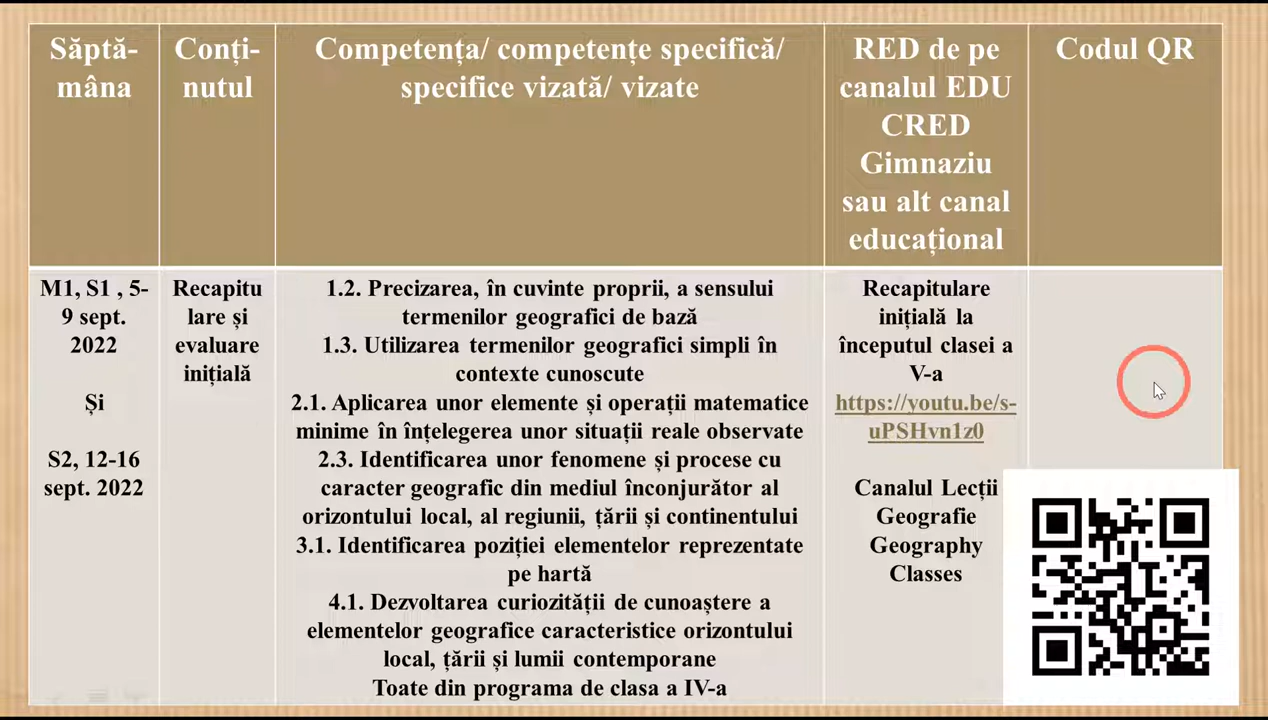 Săptă-
mâna
Conți-
nutul
Competența/ competențe specifică/
specifice vizată/ vizate
RED de pe
canalul EDU
CRED
Gimnaziu
sau alt canal
educațional
Codul QR
M1, S1 , 5-
9 sept.
2022
Și
S2, 12-16
sept. 2022
Recapitu
lare și
evaluare
inițială
1.2. Precizarea, în cuvinte proprii, a sensului
termenilor geografici de bază
1.3. Utilizarea termenilor geografici simpli în
contexte cunoscute
2.1. Aplicarea unor elemente și operații matematice
minime în înțelegerea unor situații reale observate
2.3. Identificarea unor fenomene și procese cu
caracter geografic din mediul înconjurător al
orizontului local, al regiunii, țării și continentului
3.1. Identificarea poziției elementelor reprezentate
pe hartă
4.1. Dezvoltarea curiozității de cunoaștere a
elementelor geografice caracteristice orizontului
local, țării și lumii contemporane
Toate din programa de clasa a IV-a
Recapitulare
inițială la
începutul clasei a
V-a
https://youtu.be/s-
uPSHvn1z0
Canalul Lecții
Geografie
Geography
Classes